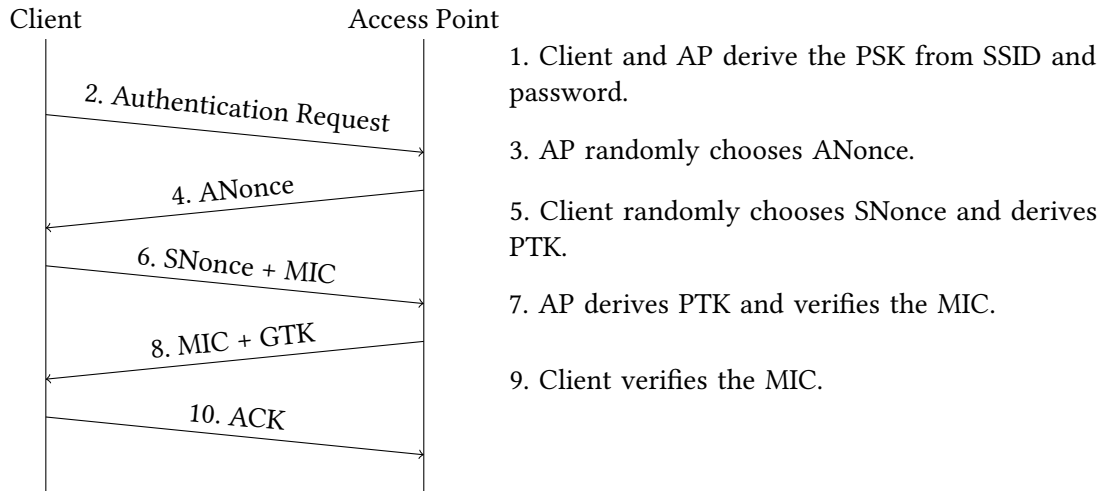 Client
Access Point
1. Client and AP derive the PSK from SSID and
password.
2. Authentication Request
3. AP randomly chooses ANonce.
4. ANonce
5. Client randomly chooses SNonce and derives
PTK.
6. SNonce + MIC
7. AP derives PTK and verifies the MIC.
8. MIC + GTK
9. Client verifies the MIC.
10. ACK